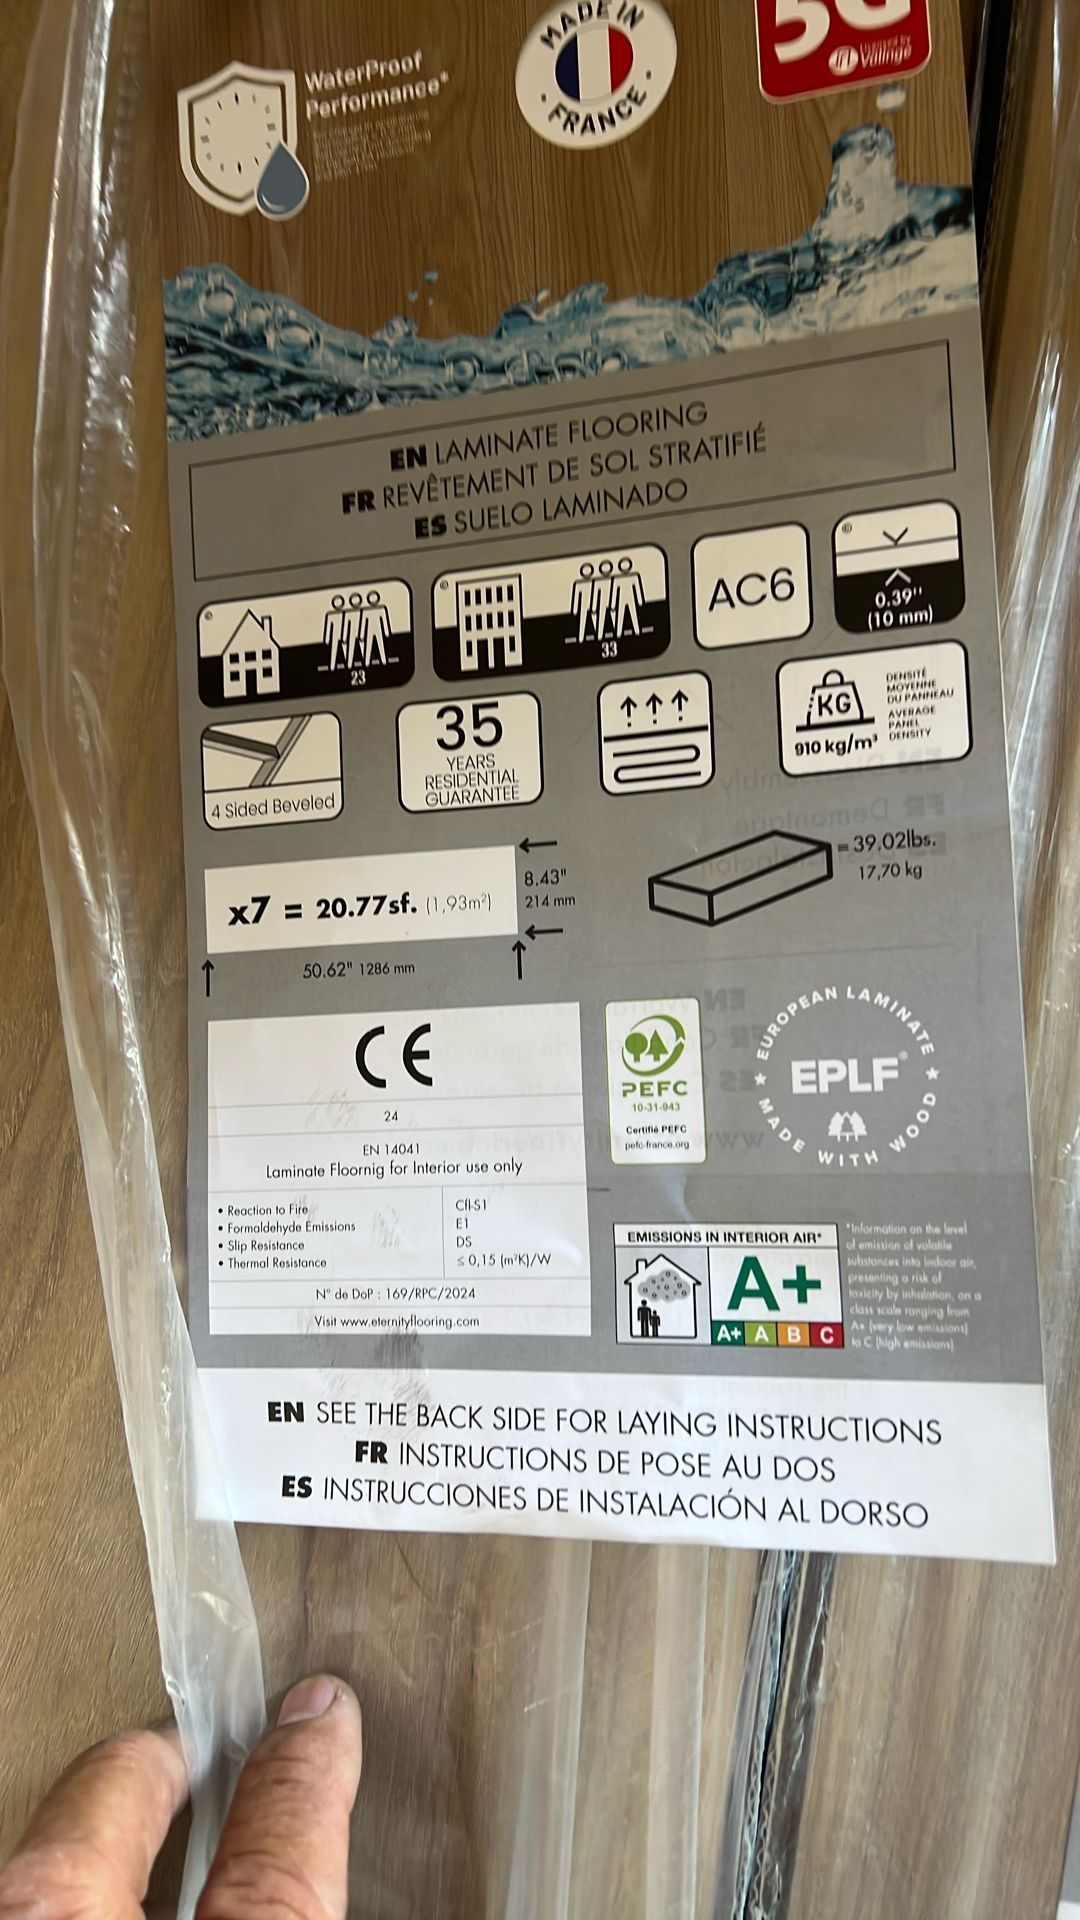 WaterProof
Performance*
MADE IN
FRANCE
5G
Välinge
EN LAMINATE FLOORING
FR REVÊTEMENT DE SOL STRATIFIÉ
ES SUELO LAMINADO
23
33
AC6
0.39"
(10 mm)
4 Sided Beveled
35
YEARS
RESIDENTIAL
GUARANTEE
KG
910 kg/m³
DENSITÉ
MOYENNE
DU PANNEAU
AVERAGE
PANEL
DENSITY
x7 = 20.77sf. (1,93m²)
8.43"
214 mm
50.62" 1286 mm
= 39.02lbs.
17,70 kg
CE
24
EN 14041
Laminate Floornig for Interior use only
• Reaction to Fire Cfl-S1
• Formaldehyde Emissions E1
• Slip Resistance DS
• Thermal Resistance ≤ 0,15 (m²K)/W
N° de DoP : 169/RPC/2024
Visit www.eternityflooring.com
PEFC
10-31-943
Certifié PEFC
pefc-france.org
EUROPEAN LAMINATE
EPLF®
MADE WITH WOOD
EMISSIONS IN INTERIOR AIR*
A+
A+ A B C
*Information on the level
of emission of volatile
substances into indoor air,
presenting a risk of
toxicity by inhalation, on a
class scale ranging from
A+ (very low emissions)
to C (high emissions)
EN SEE THE BACK SIDE FOR LAYING INSTRUCTIONS
FR INSTRUCTIONS DE POSE AU DOS
ES INSTRUCCIONES DE INSTALACIÓN AL DORSO